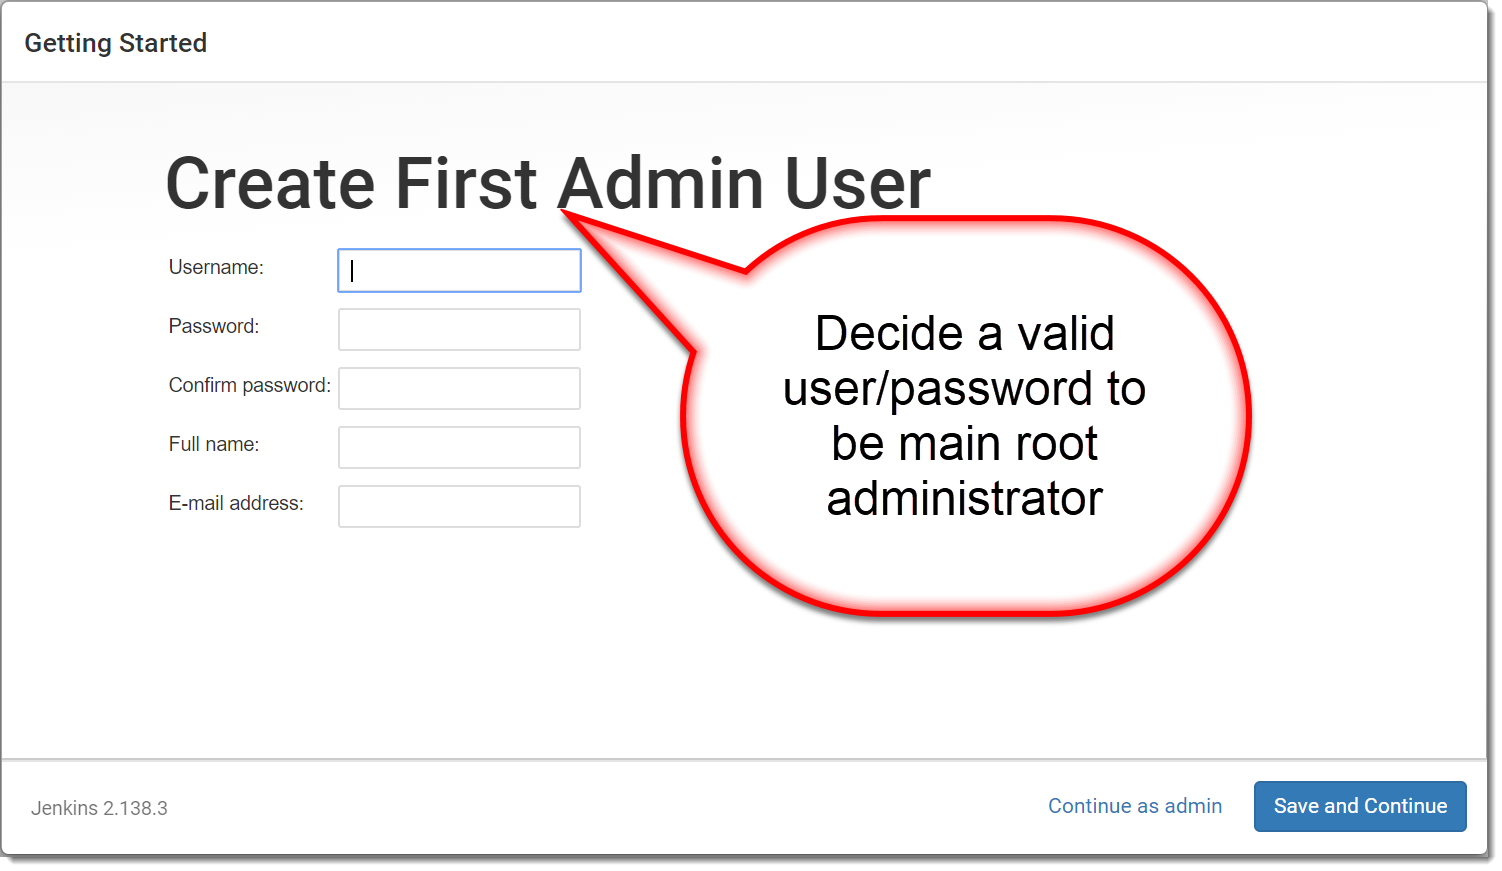 Getting Started
Create First Admin User
Username:
Password:
Confirm password:
Full name:
E-mail address:
Decide a valid
user/password to
be main root
administrator
Jenkins 2.138.3
Continue as admin
Save and Continue